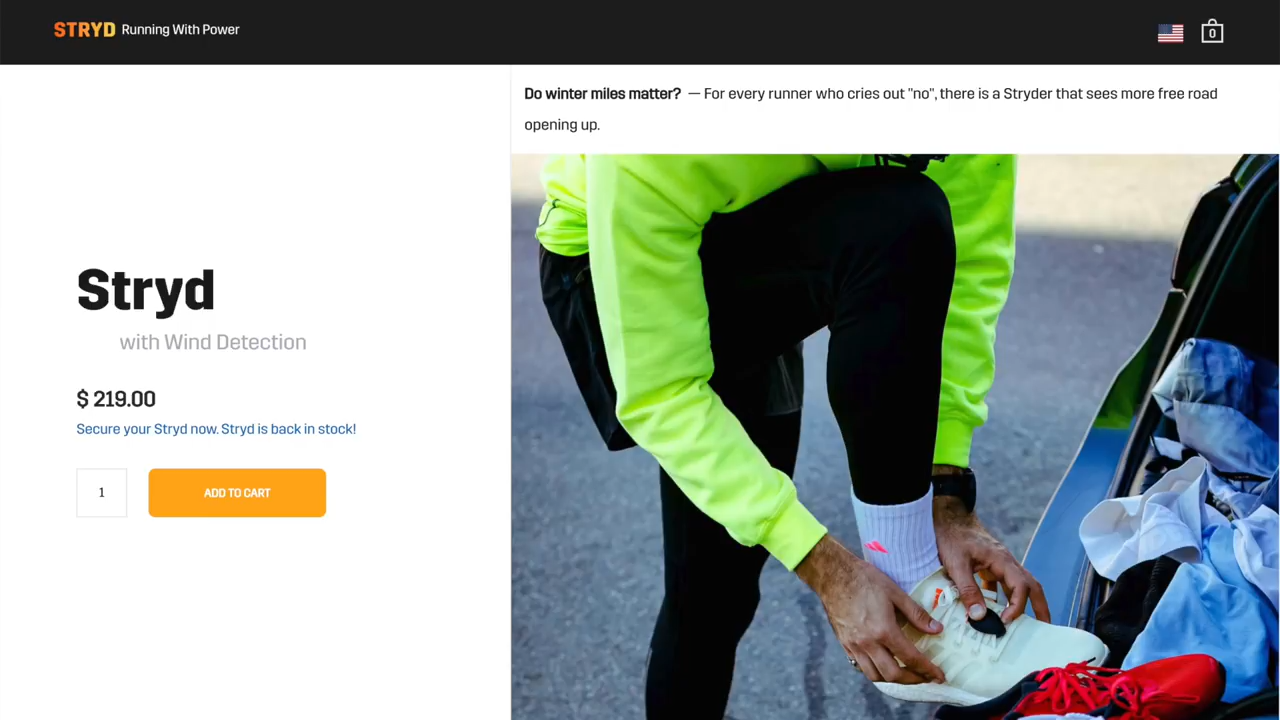 STRYD Running With Power
0
Do winter miles matter? — For every runner who cries out "no", there is a Stryder that sees more free road
opening up.
Stryd
with Wind Detection
$ 219.00
Secure your Stryd now. Stryd is back in stock!
1
ADD TO CART